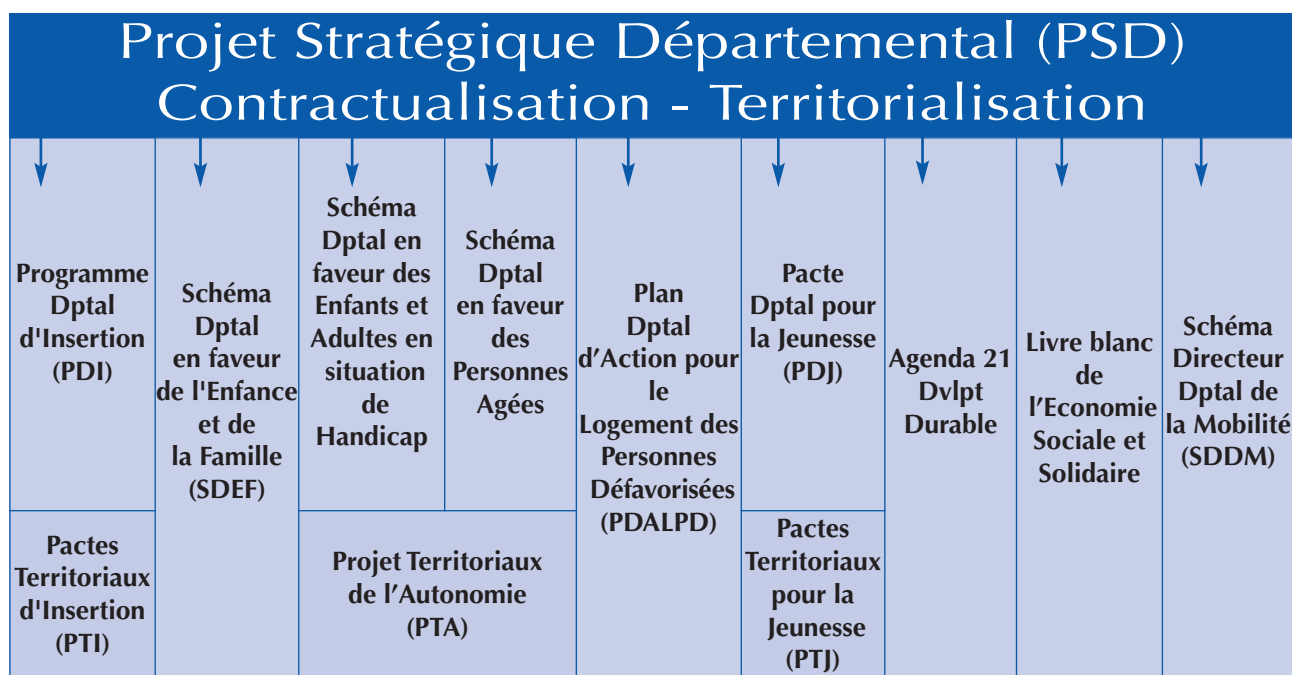 Projet Stratégique Départemental (PSD)
Contractualisation - Territorialisation
Programme
Dptal
d'Insertion
(PDI)
Pactes
Territoriaux
d'Insertion
(PTI)
Schéma
Dptal
en faveur
de l'Enfance
et de
la Famille
(SDEF)
Schéma
Dptal en
faveur des
Enfants et
Adultes en
situation
de
Handicap
Schéma
Dptal
en faveur
des
Personnes
Agées
Projet Territoriaux
de l’Autonomie
(PTA)
Plan
Dptal
d’Action pour
le
Logement des
Personnes
Défavorisées
(PDALPD)
Pacte
Dptal pour
la Jeunesse
(PDJ)
Pactes
Territoriaux
pour la
Jeunesse
(PTJ)
Agenda 21
Dvlpt
Durable
Livre blanc
de
l’Economie
Sociale et
Solidaire
Schéma
Directeur
Dptal de
la Mobilité
(SDDM)